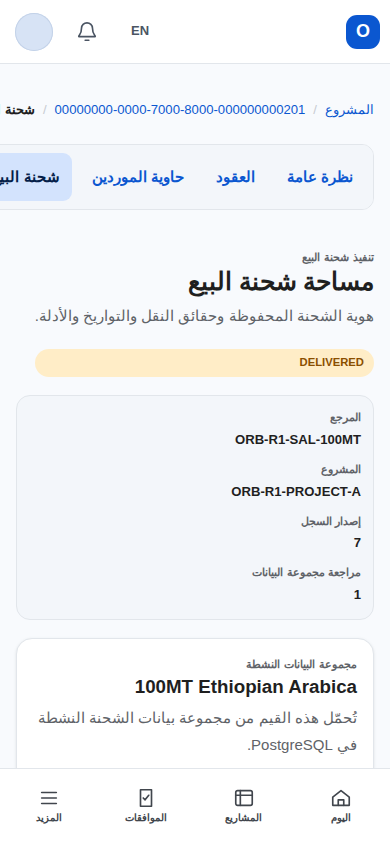 O
EN
المشروع / 00000000-0000-7000-8000-000000000201 / شحنة
نظرة عامة العقود حاوية الموردين شحنة
تنفيذ شحنة البيع
مساحة شحنة البيع
هوية الشحنة المحفوظة وحقائق النقل والتواريخ والأدلة.
DELIVERED
المرجع
ORB-R1-SAL-100MT
المشروع
ORB-R1-PROJECT-A
إصدار السجل
7
مراجعة مجموعة البيانات
1
مجموعة البيانات النشطة
100MT Ethiopian Arabica
تُحمّل هذه القيم من مجموعة بيانات الشحنة النشطة
في PostgreSQL.
اليوم المشاريع الموافقات المزيد